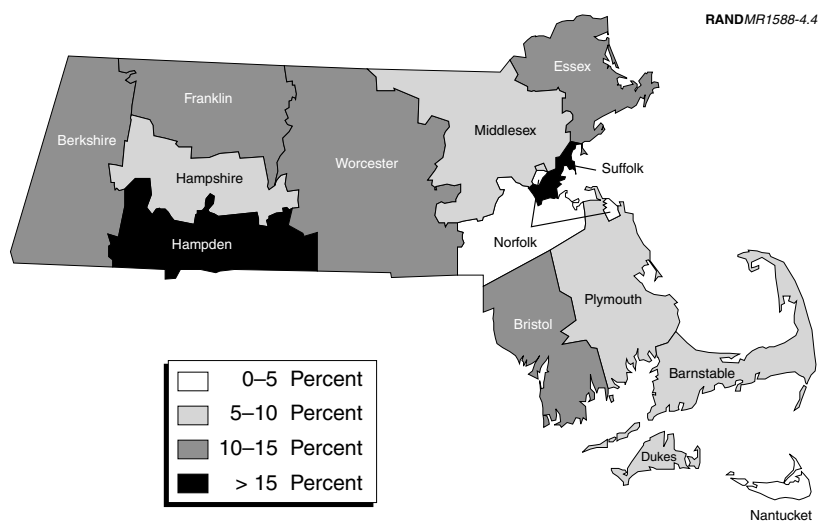 RANDMR1588-4.4
Essex
Franklin
Middlesex
Berkshire
Worcester
Suffolk
Hampshire
Norfolk
Hampden
Plymouth
Bristol
Barnstable
0–5 Percent
5–10 Percent
10–15 Percent
> 15 Percent
Dukes
Nantucket